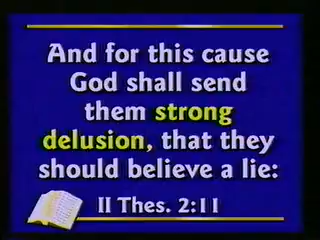 And for this cause
God shall send
them strong
delusion, that they
should believe a lie:
II Thes. 2:11